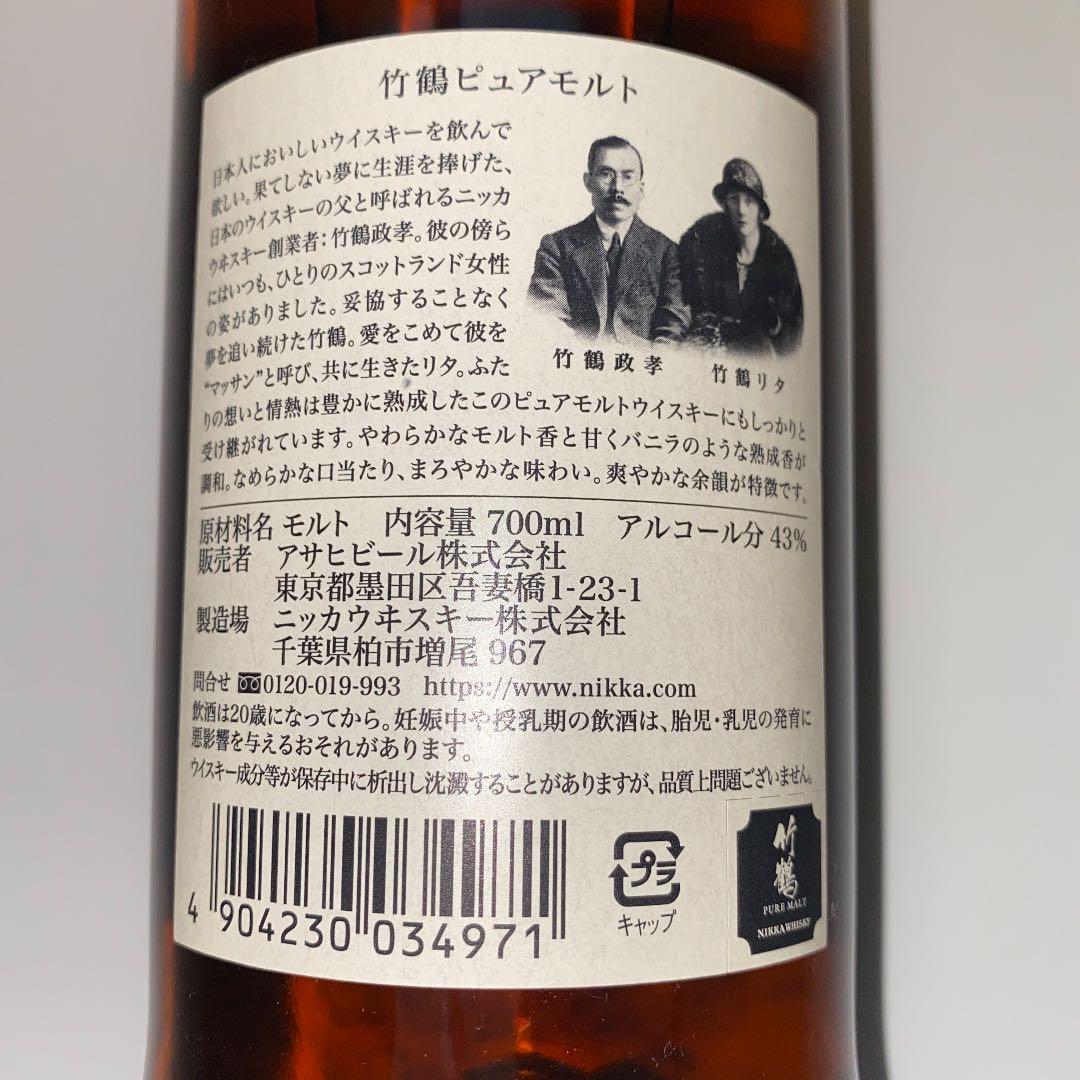 竹鶴ピュアモルト
日本人においしいウイスキーを飲んで
欲しい。果てしない夢に生涯を捧げた、
日本のウイスキーの父と呼ばれるニッカ
ウヰスキー創業者：竹鶴政孝。彼の傍ら
にはいつも、ひとりのスコットランド女性
の姿がありました。妥協することなく
夢を追い続けた竹鶴。愛をこめて彼を
“マッサン”と呼び、共に生きたリタ。ふた
りの想いと情熱は豊かに熟成したこのピュアモルトウイスキーにもしっかりと
受け継がれています。やわらかなモルト香と甘くバニラのような熟成香が
調和。なめらかな口当たり、まろやかな味わい。爽やかな余韻が特徴です。
竹鶴政孝
竹鶴リタ
原材料名 モルト 内容量 700ml アルコール分 43%
販売者 アサヒビール株式会社
東京都墨田区吾妻橋1-23-1
製造場 ニッカウヰスキー株式会社
千葉県柏市増尾 967
問合せ 0120-019-993 https://www.nikka.com
飲酒は20歳になってから。妊娠中や授乳期の飲酒は、胎児・乳児の発育に
悪影響を与えるおそれがあります。
ウイスキー成分等が保存中に析出し沈澱することがありますが、品質上問題ございません。
4 904230 034971
プラ
キャップ
竹鶴
PURE MALT
NIKKA WHISKY